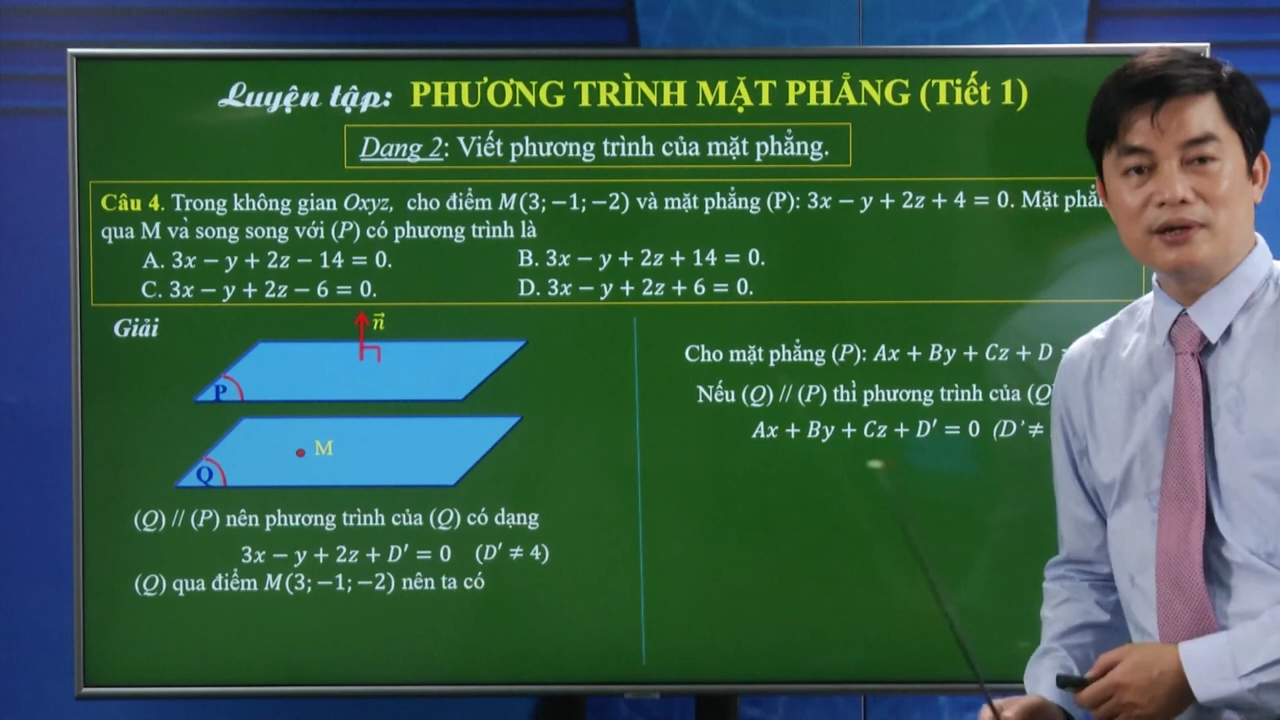 Luyện tập: PHƯƠNG TRÌNH MẶT PHẲNG (Tiết 1)
Dạng 2: Viết phương trình của mặt phẳng.
Câu 4. Trong không gian Oxyz, cho điểm M(3; −1; −2) và mặt phẳng (P): 3x − y + 2z + 4 = 0. Mặt
qua M và song song với (P) có phương trình là
A. 3x − y + 2z − 14 = 0. B. 3x − y + 2z + 14 = 0.
C. 3x − y + 2z − 6 = 0. D. 3x − y + 2z + 6 = 0.
Giải
n⃗
P
M
Q
(Q) // (P) nên phương trình của (Q) có dạng
3x − y + 2z + D′ = 0 (D′ ≠ 4)
(Q) qua điểm M(3; −1; −2) nên ta có
Cho mặt phẳng (P): Ax + By + Cz + D
Nếu (Q) // (P) thì phương trình của (Q
Ax + By + Cz + D′ = 0 (D’ ≠